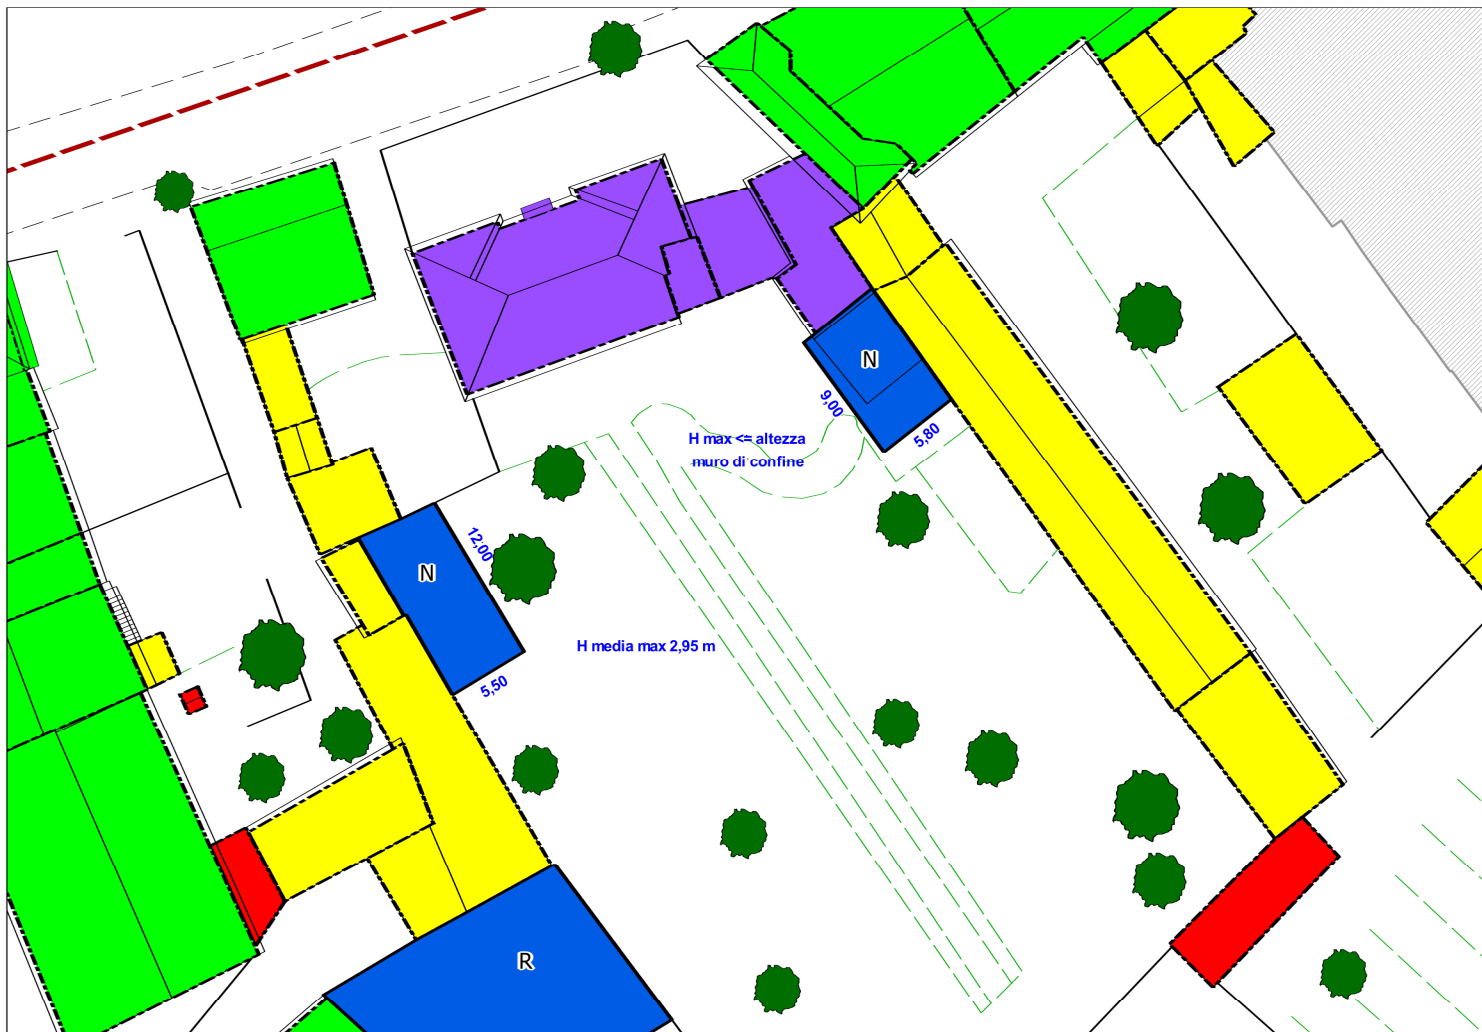 N
9,00
5,80
H max <= altezza
muro di confine
12,00
N
H media max 2,95 m
5,50
R